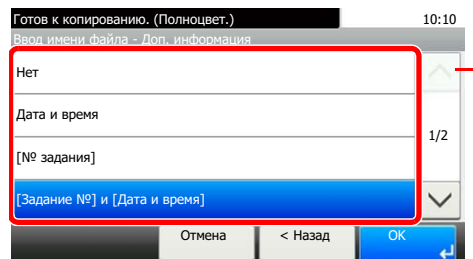 Готов к копированию. (Полноцвет.) 10:10
Ввод имени файла - Доп. информация
Нет
Дата и время
1/2
[№ задания]
[Задание №] и [Дата и время]
Отмена < Назад OK